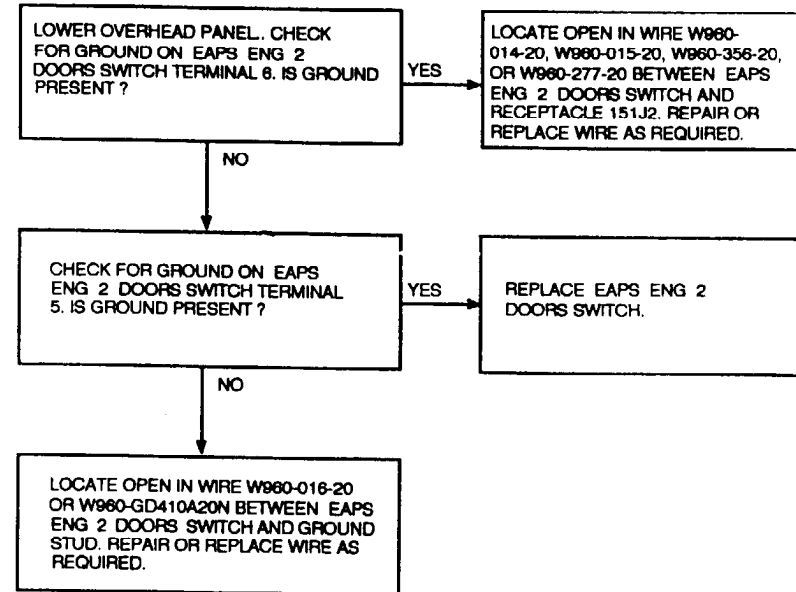 LOWER OVERHEAD PANEL. CHECK
FOR GROUND ON EAPS ENG 2
DOORS SWITCH TERMINAL 6. IS GROUND
PRESENT ?
YES
LOCATE OPEN IN WIRE W960-
014-20, W960-015-20, W960-356-20,
OR W960-277-20 BETWEEN EAPS
ENG 2 DOORS SWITCH AND
RECEPTACLE 151J2. REPAIR OR
REPLACE WIRE AS REQUIRED.
NO
CHECK FOR GROUND ON EAPS
ENG 2 DOORS SWITCH TERMINAL
5. IS GROUND PRESENT ?
YES
REPLACE EAPS ENG 2
DOORS SWITCH.
NO
LOCATE OPEN IN WIRE W960-016-20
OR W960-GD410A20N BETWEEN EAPS
ENG 2 DOORS SWITCH AND GROUND
STUD. REPAIR OR REPLACE WIRE AS
REQUIRED.